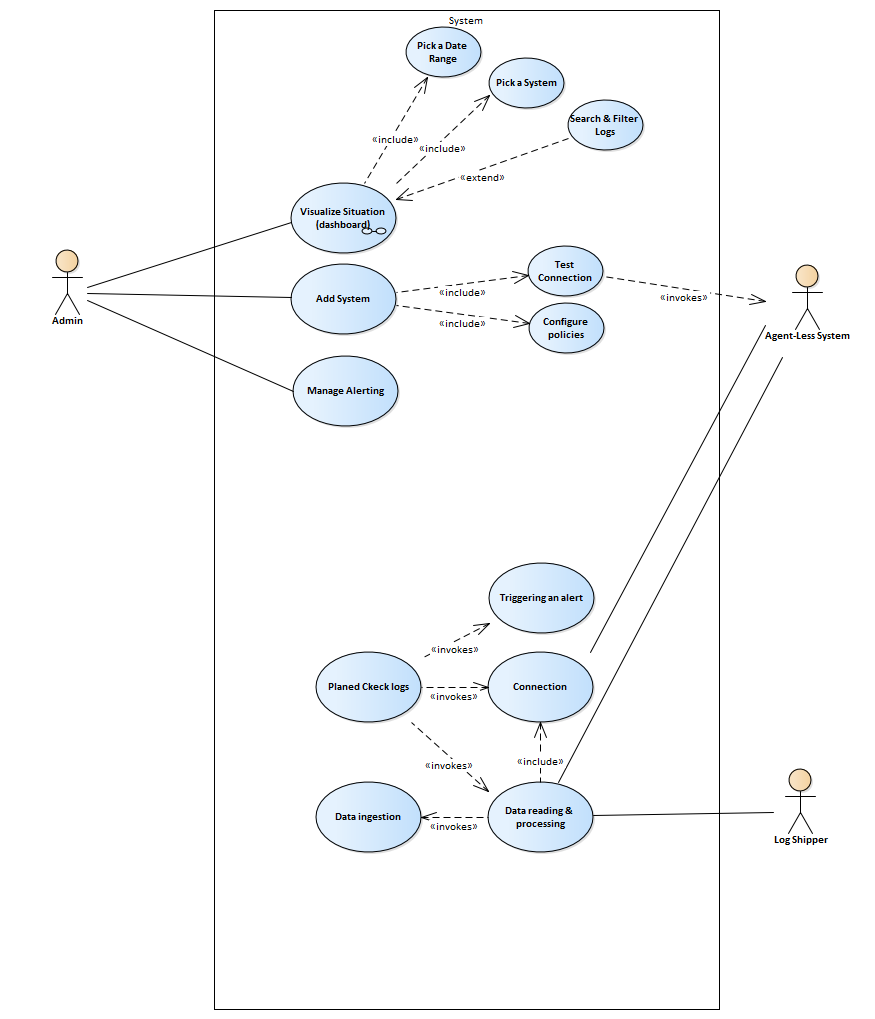 System
Pick a Date
Range
Pick a System
Search & Filter
Logs
«include»
«include»
«extend»
Visualize Situation
(dashboard)
Admin
Add System
«include»
«include»
Test
Connection
Configure
policies
«invokes»
Agent-Less System
Manage Alerting
Triggering an alert
«invokes»
Planed Ckeck logs
«invokes»
Connection
«invokes»
«include»
Data ingestion
«invokes»
Data reading &
processing
Log Shipper